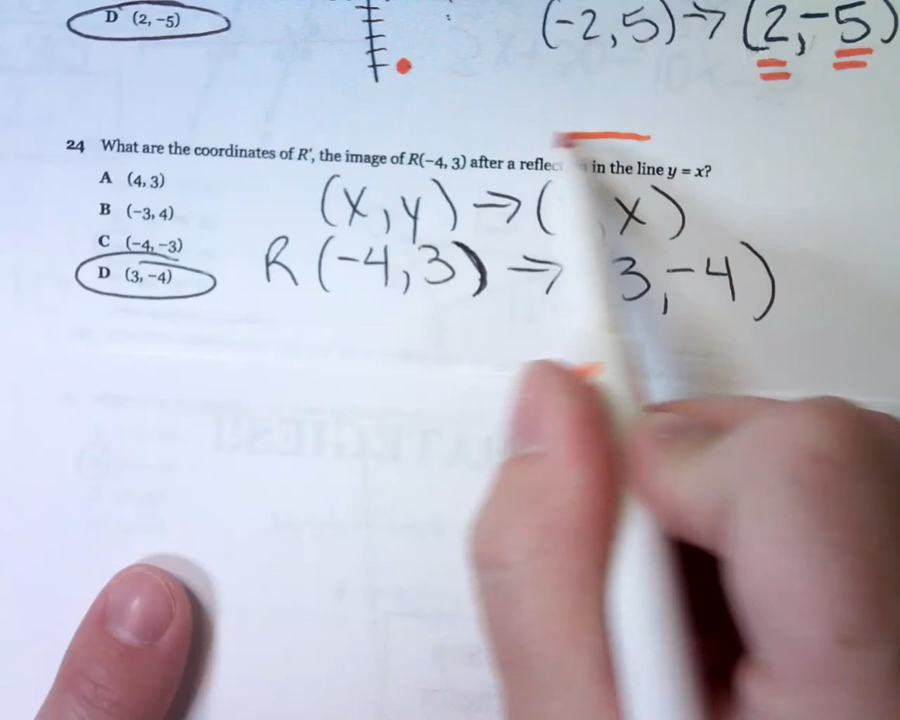 D (2, −5)
(-2,5)→(2,-5)
24 What are the coordinates of R', the image of R(−4, 3) after a reflec in the line y = x?
A (4, 3)
B (−3, 4)
C (−4, −3)
D (3, −4)
(x,y)→( ,x)
R(-4,3)→ 3,-4)